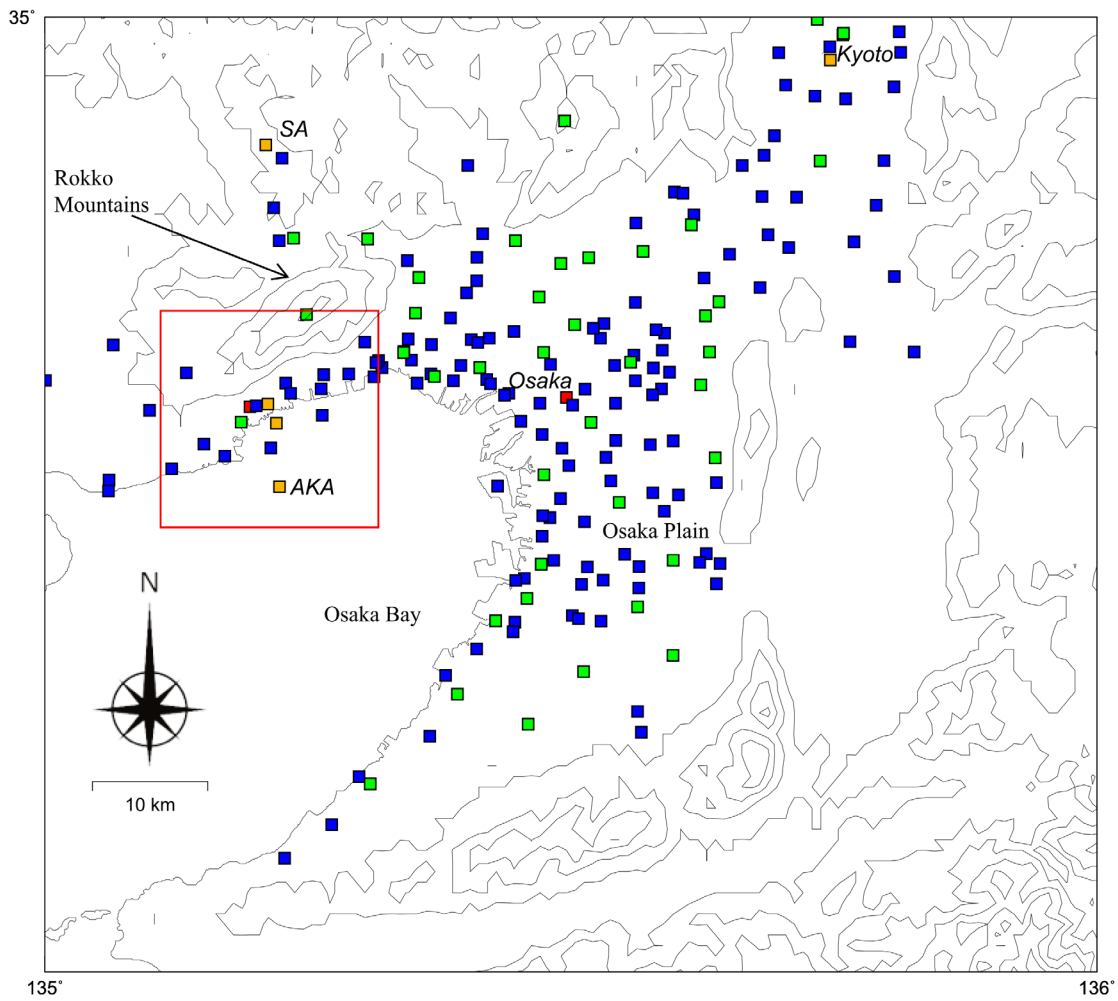 35˚
Kyoto
SA
Rokko
Mountains
Osaka
AKA
Osaka Plain
N
Osaka Bay
10 km
135˚
136˚